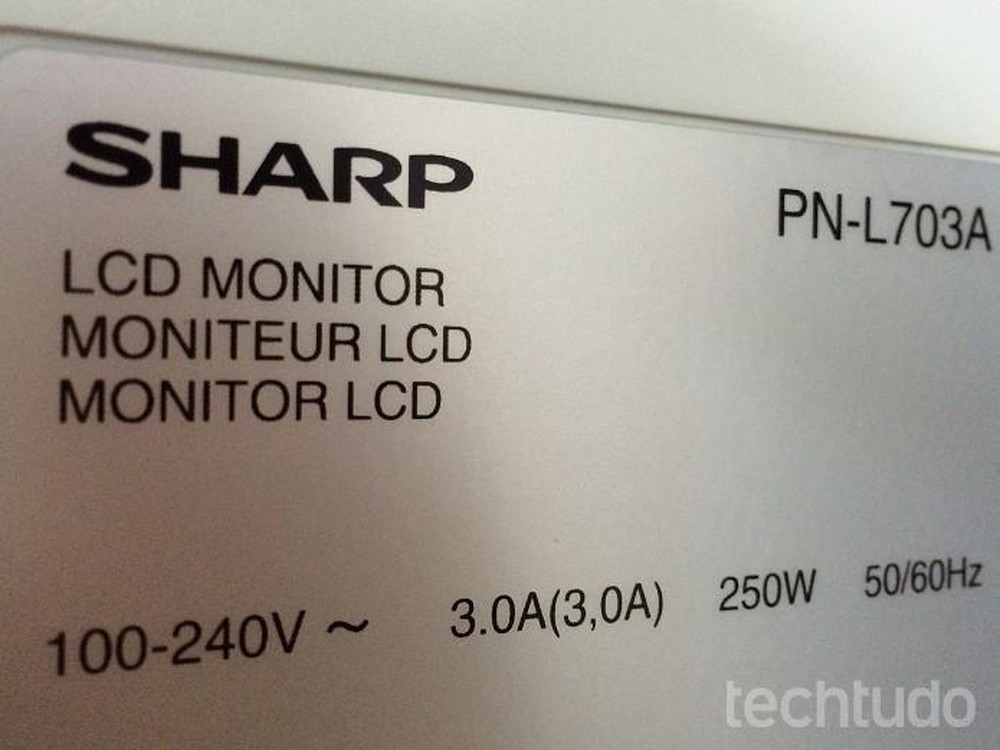 SHARP
PN-L703A
LCD MONITOR
MONITEUR LCD
MONITOR LCD
100-240V ~ 3.0A(3,0A) 250W 50/60Hz
techtudo